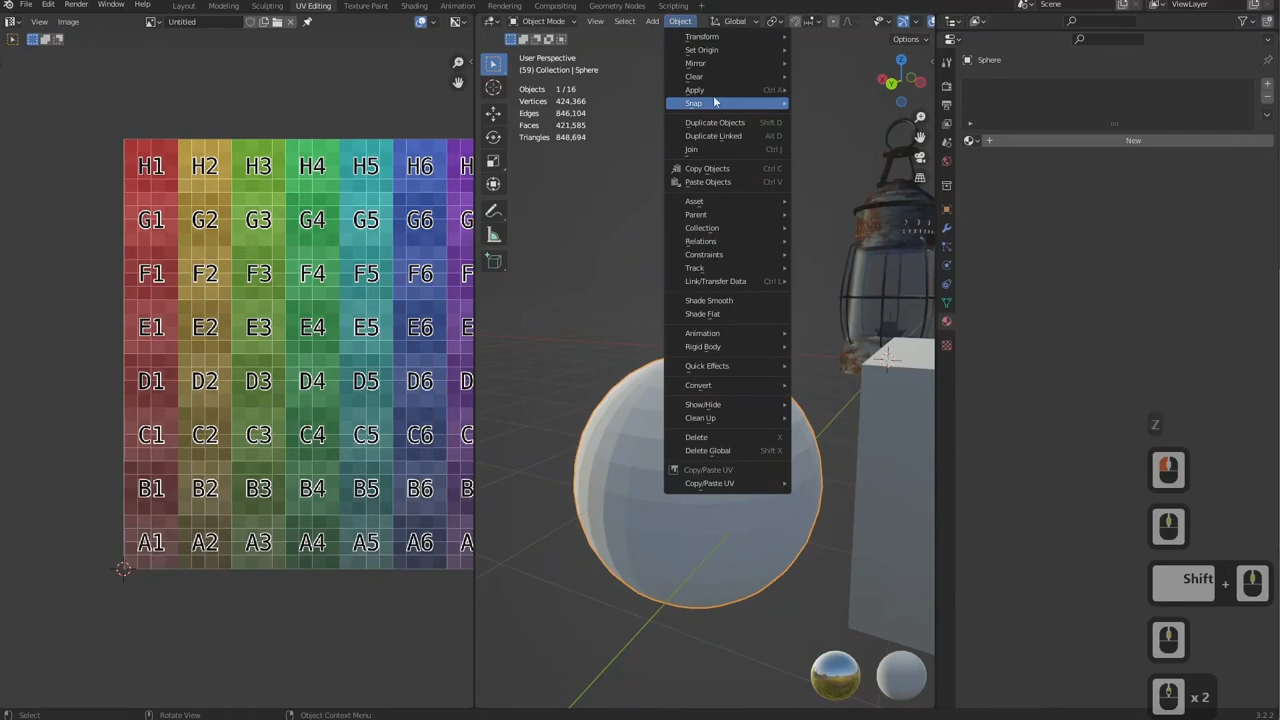 File Edit Render Window Help Layout Modeling Sculpting UV Editing Texture Paint Shading Animation Rendering Compositing Scripting Scene ViewLayer
View Image Untitled
Object Mode View Select Add Object Global
Options
User Perspective
(59) Collection | Sphere
Objects 1 / 16
Vertices 424,366
Edges 846,104
Faces 421,585
Triangles 848,694
Transform
Set Origin
Mirror
Clear
Apply Ctrl A
Snap
Duplicate Objects Shift D
Duplicate Linked Alt D
Join Ctrl J
Copy Objects Ctrl C
Paste Objects Ctrl V
Asset
Parent
Collection
Relations
Constraints
Track
Link/Transfer Data Ctrl L
Shade Smooth
Shade Flat
Animation
Rigid Body
Quick Effects
Convert
Show/Hide
Clean Up
Delete X
Delete Global Shift X
Copy/Paste UV
Copy/Paste UV
H1 H2 H3 H4 H5 H6 H
G1 G2 G3 G4 G5 G6 G
F1 F2 F3 F4 F5 F6 F
E1 E2 E3 E4 E5 E6 E
D1 D2 D3 D4 D5 D6 D
C1 C2 C3 C4 C5 C6 C
B1 B2 B3 B4 B5 B6 B
A1 A2 A3 A4 A5 A6 A
Sphere
New
Z
Shift +
x 2
Select Rotate View Object Context Menu 3.2.2